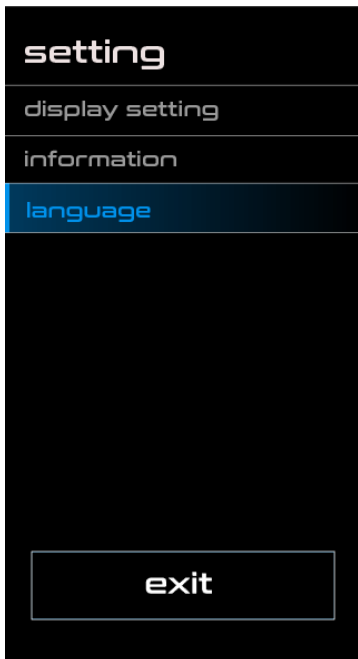 setting
display setting
information
language
exit